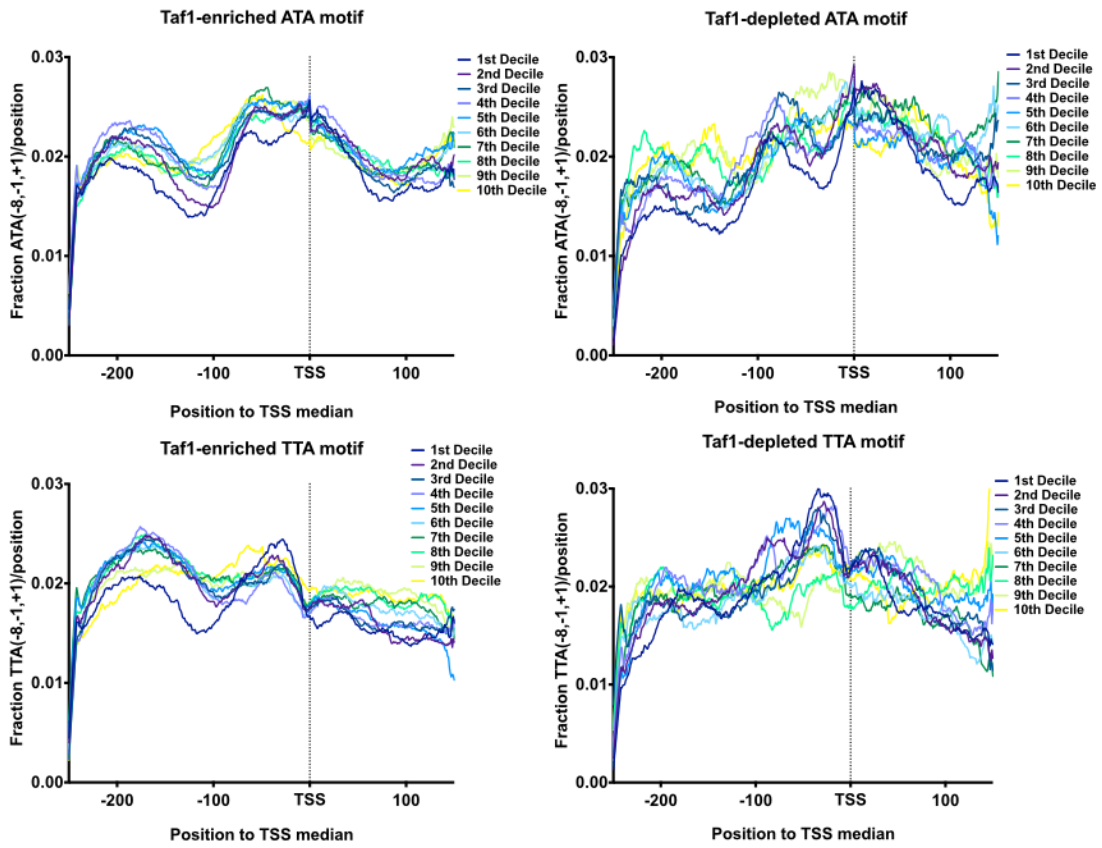 Taf1-enriched ATA motif
Fraction ATA(-8,-1,+1)/position
0.03
0.02
0.01
0.00
-200
-100
TSS
100
Position to TSS median
1st Decile
2nd Decile
3rd Decile
4th Decile
5th Decile
6th Decile
7th Decile
8th Decile
9th Decile
10th Decile
Taf1-depleted ATA motif
Fraction ATA(-8,-1,+1)/position
0.03
0.02
0.01
0.00
-200
-100
TSS
100
Position to TSS median
1st Decile
2nd Decile
3rd Decile
4th Decile
5th Decile
6th Decile
7th Decile
8th Decile
9th Decile
10th Decile
Taf1-enriched TTA motif
Fraction TTA(-8,-1,+1)/position
0.03
0.02
0.01
0.00
-200
-100
TSS
100
Position to TSS median
1st Decile
2nd Decile
3rd Decile
4th Decile
5th Decile
6th Decile
7th Decile
8th Decile
9th Decile
10th Decile
Taf1-depleted TTA motif
Fraction TTA(-8,-1,+1)/position
0.03
0.02
0.01
0.00
-200
-100
TSS
100
Position to TSS median
1st Decile
2nd Decile
3rd Decile
4th Decile
5th Decile
6th Decile
7th Decile
8th Decile
9th Decile
10th Decile